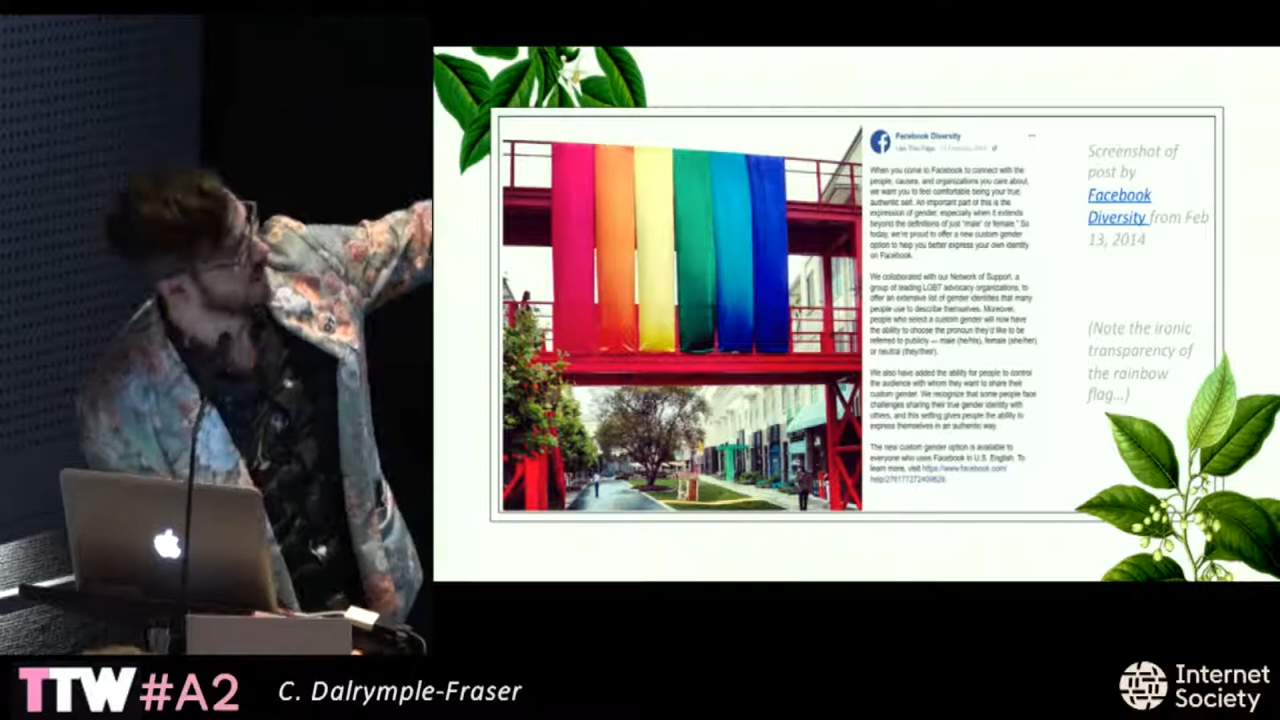 Facebook Diversity
Like This Page
When you come to Facebook to connect with the
people, causes, and organizations you care about,
we want you to feel comfortable being your true,
authentic self. An important part of this is the
expression of gender, especially when it extends
beyond the definitions of just "male" or female." So
today, we're proud to offer a new custom gender
option to help you better express your own identity
on Facebook.
We collaborated with our Network of Support, a
group of leading LGBT advocacy organizations, to
offer an extensive list of gender identities that many
people use to describe themselves. Moreover,
people who select a custom gender will now have
the ability to choose the pronoun they'd like to be
referred to publicly — male (he/his), female (she/her)
or neutral (they/their).
We also have added the ability for people to control
the audience with whom they want to share their
custom gender. We recognize that some people face
challenges sharing their true gender identity with
others, and this setting gives people the ability to
express themselves in an authentic way.
The new custom gender option is available to
everyone who uses Facebook in U.S. English. To
learn more, visit https://www.facebook.com/
Screenshot of
post by
Facebook
Diversity from Feb
13, 2014
(Note the ironic
transparency of
the rainbow
flag...)
TTW#A2
C. Dalrymple-Fraser
Internet
Society